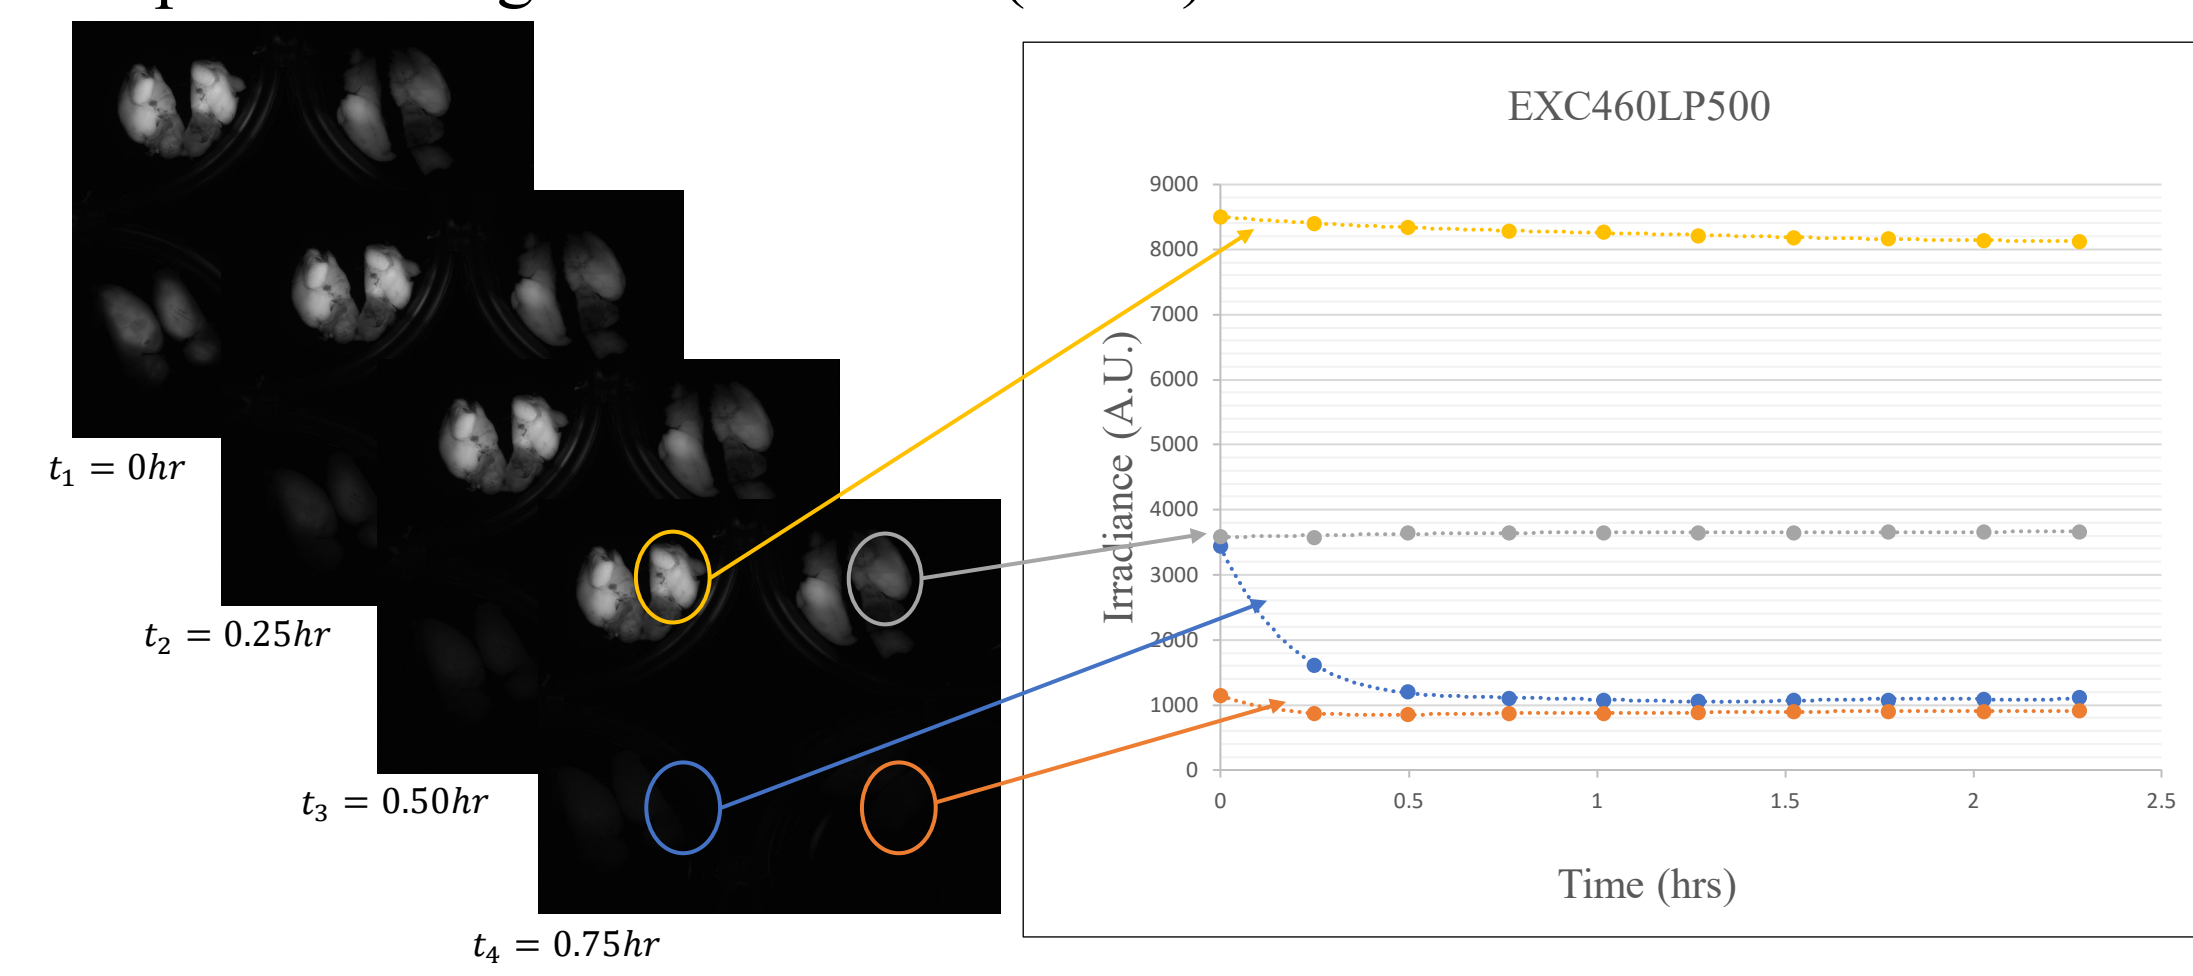 EXC460LP500
9000
8000
7000
6000
5000
4000
3000
2000
1000
0
Irradiance (A.U.)
0 0.5 1 1.5 2 2.5
Time (hrs)
t₁ = 0hr
t₂ = 0.25hr
t₃ = 0.50hr
t₄ = 0.75hr